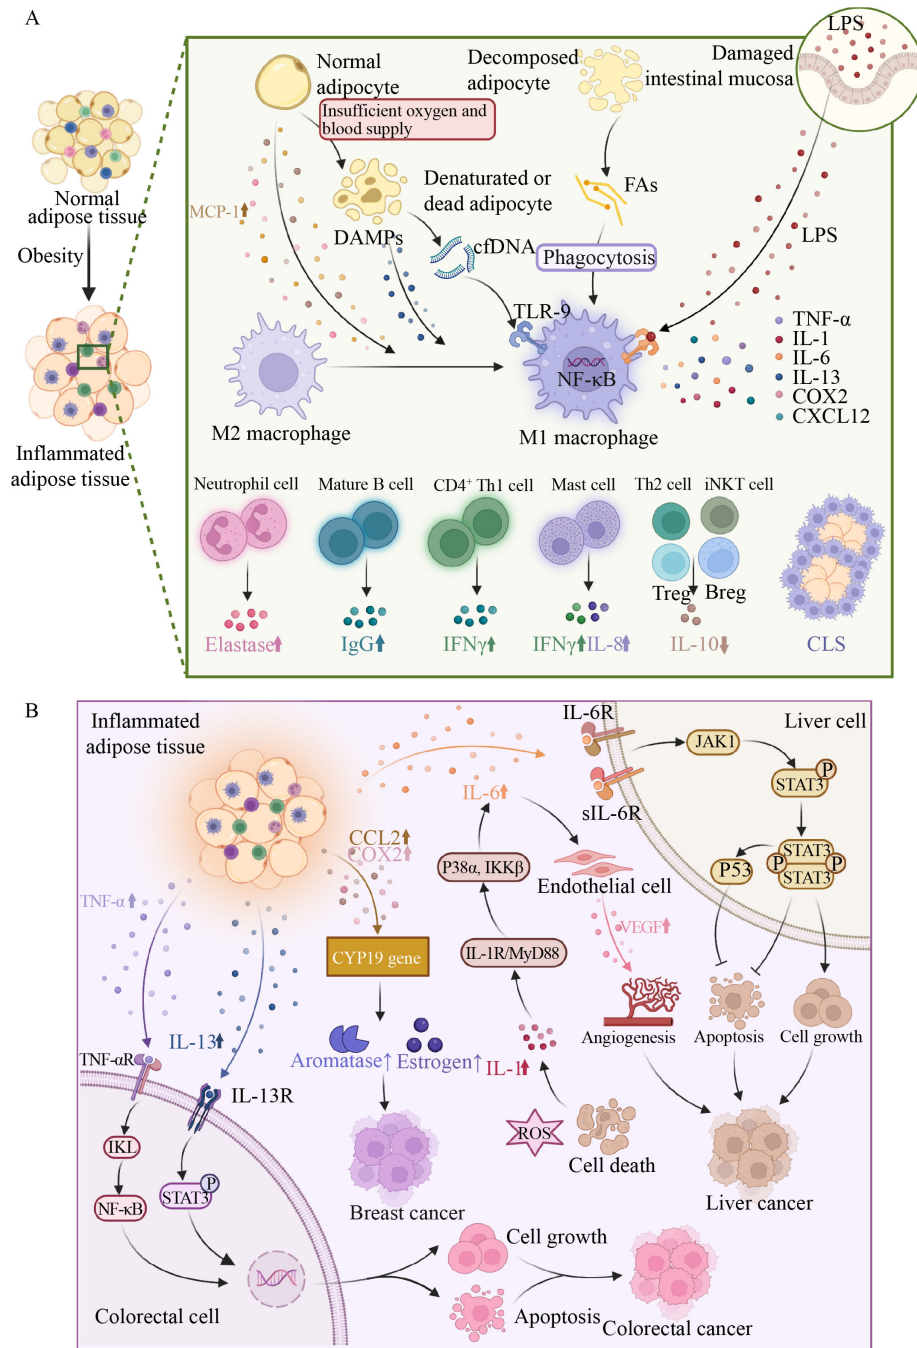 A
LPS
Normal
adipocyte
Decomposed
adipocyte
Damaged
intestinal mucosa
Insufficient oxygen and
blood supply
Normal
adipose tissue
Obesity
Inflammated
adipose tissue
MCP-1
Denaturated or
dead adipocyte
FAs
DAMPs
cfDNA
Phagocytosis
LPS
TLR-9
NF-κB
TNF-α
IL-1
IL-6
IL-13
COX2
CXCL12
M2 macrophage
M1 macrophage
Neutrophil cell
Mature B cell
CD4⁺ Th1 cell
Mast cell
Th2 cell
iNKT cell
Treg
Breg
Elastase
IgG
IFNγ
IFNγ
IL-8
IL-10
CLS
B
Inflammated
adipose tissue
IL-6R
Liver cell
JAK1
P
STAT3
IL-6
sIL-6R
CCL2
COX2
P38α, IKKβ
Endothelial cell
P53
STAT3
P
P
STAT3
TNF-α
VEGF
CYP19 gene
IL-1R/MyD88
IL-13
Angiogenesis
Apoptosis
Cell growth
TNF-αR
Aromatase↑
Estrogen↑
IL-1
IL-13R
ROS
IKL
Cell death
P
STAT3
NF-κB
Breast cancer
Liver cancer
Cell growth
Colorectal cell
Apoptosis
Colorectal cancer